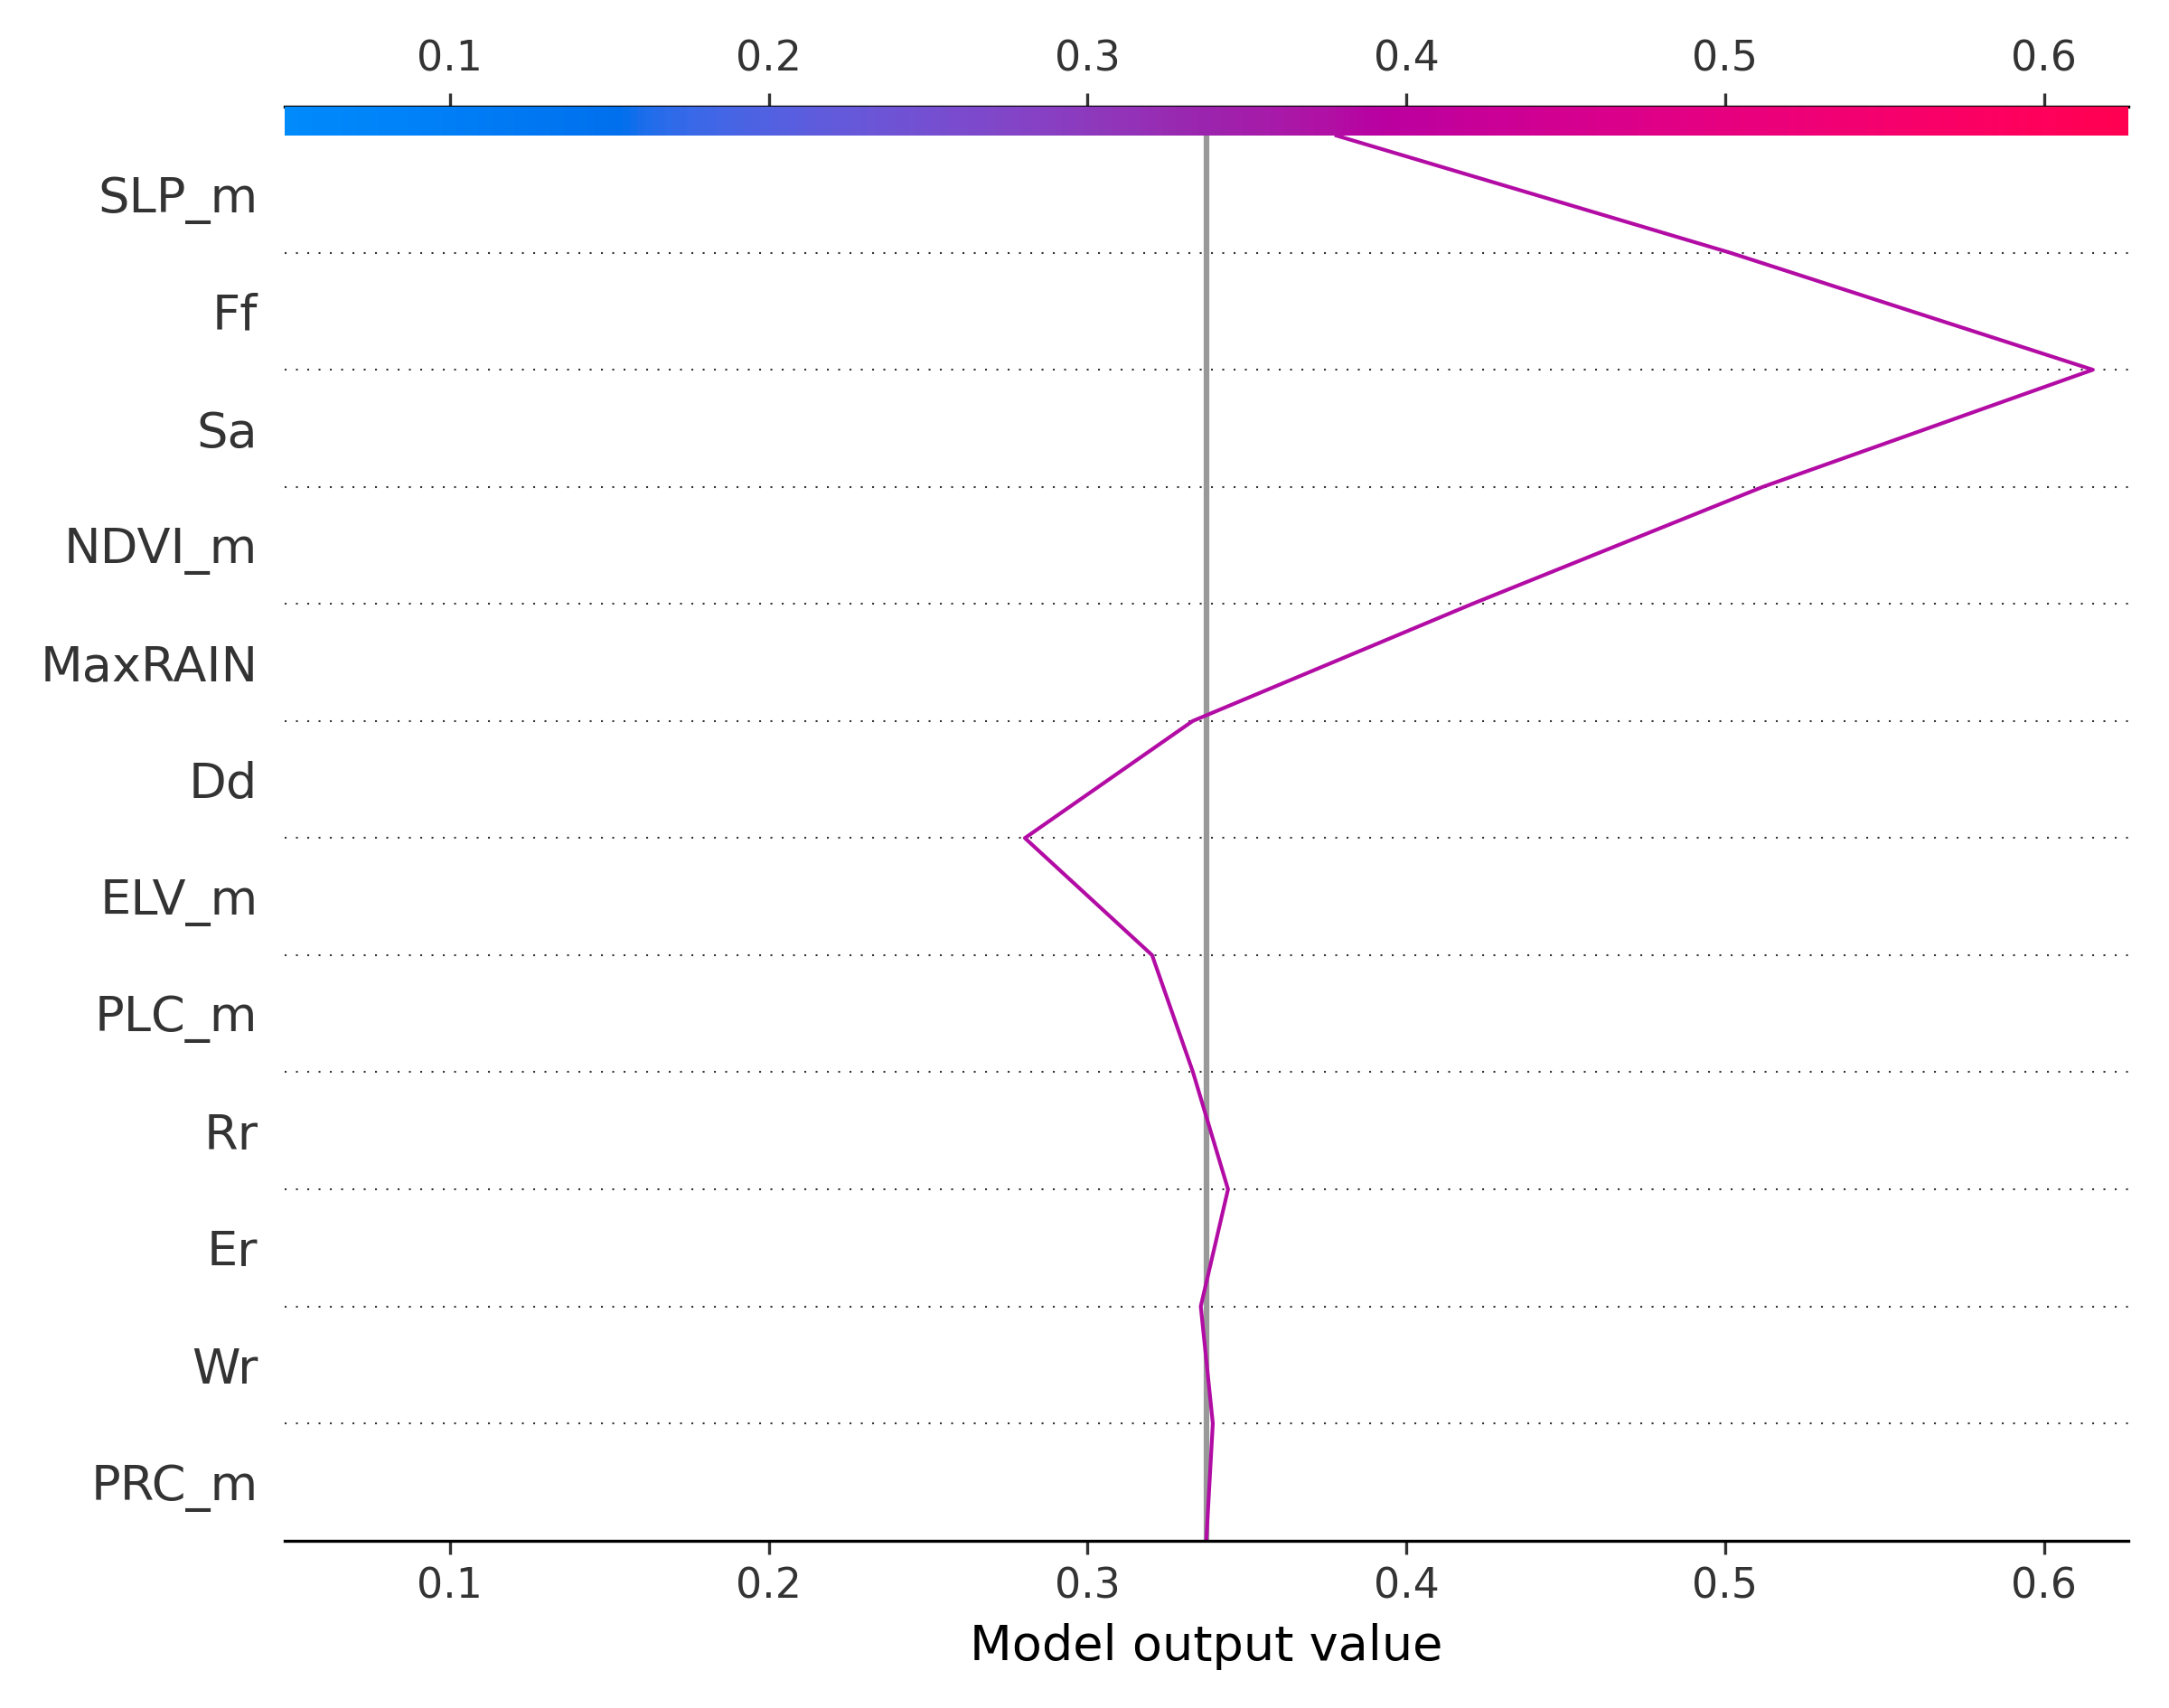 0.1 0.2 0.3 0.4 0.5 0.6
SLP_m
Ff
Sa
NDVI_m
MaxRAIN
Dd
ELV_m
PLC_m
Rr
Er
Wr
PRC_m
0.1 0.2 0.3 0.4 0.5 0.6
Model output value